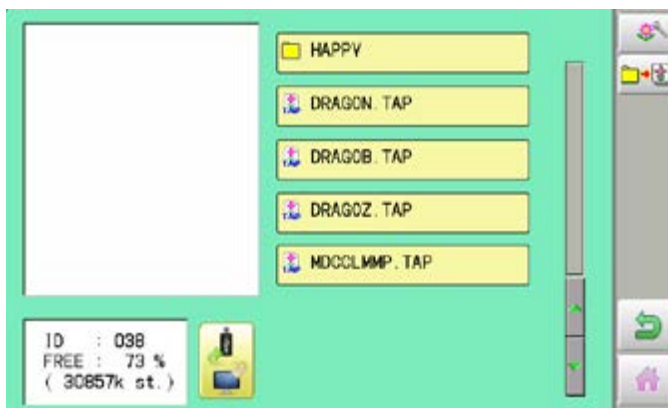 HAPPY
DRAGON.TAP
DRAGOB.TAP
DRAGOZ.TAP
MDCCLMMP.TAP
ID : 038
FREE : 73 %
( 30857k st.)